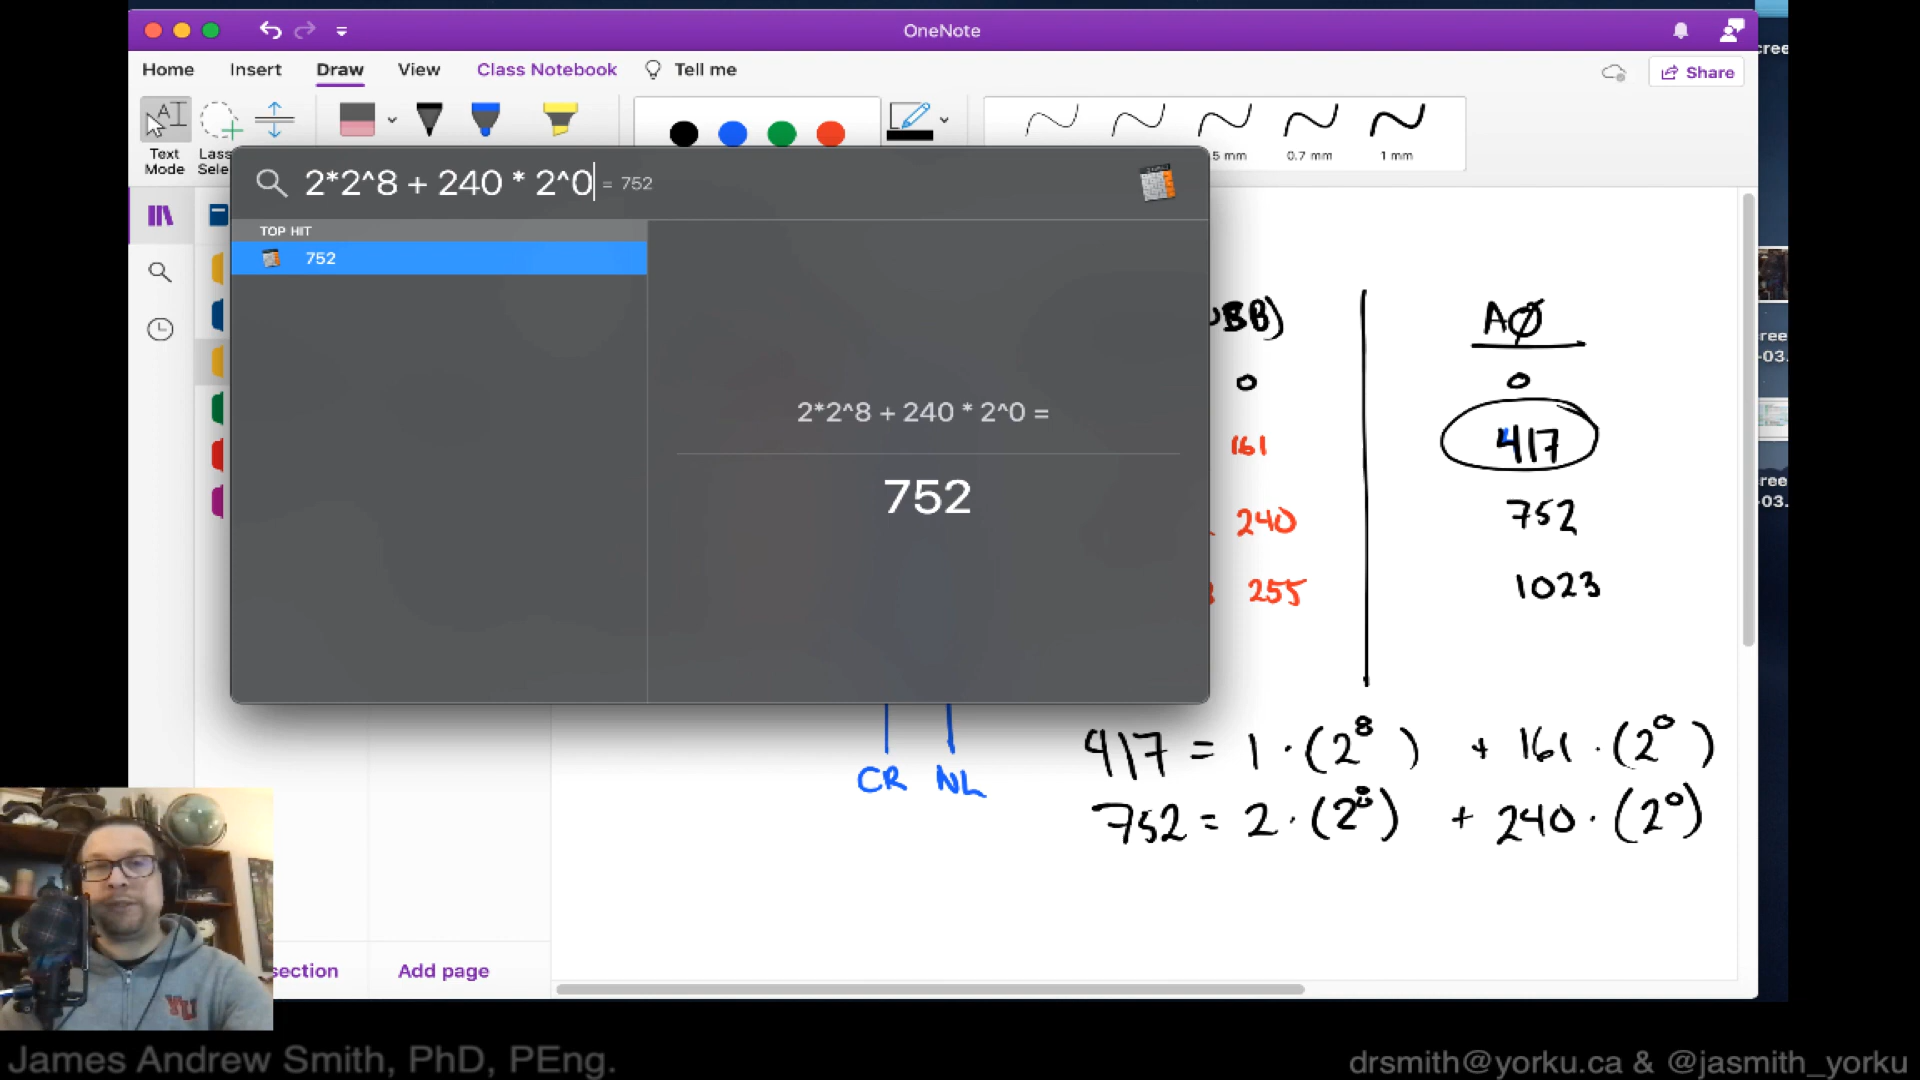 OneNote
Home Insert Draw View Class Notebook Tell me
Share
Text Mode
5 mm 0.7 mm 1 mm
2*2^8 + 240 * 2^0 = 752
TOP HIT
752
2*2^8 + 240 * 2^0 =
752
USB) AØ
0 0
161 417
240 752
255 1023
CR NL
417 = 1 · (2⁸) + 161 · (2⁰)
752 = 2 · (2⁸) + 240 · (2⁰)
section Add page
YU
James Andrew Smith, PhD, PEng. drsmith@yorku.ca & @jasmith_yorku